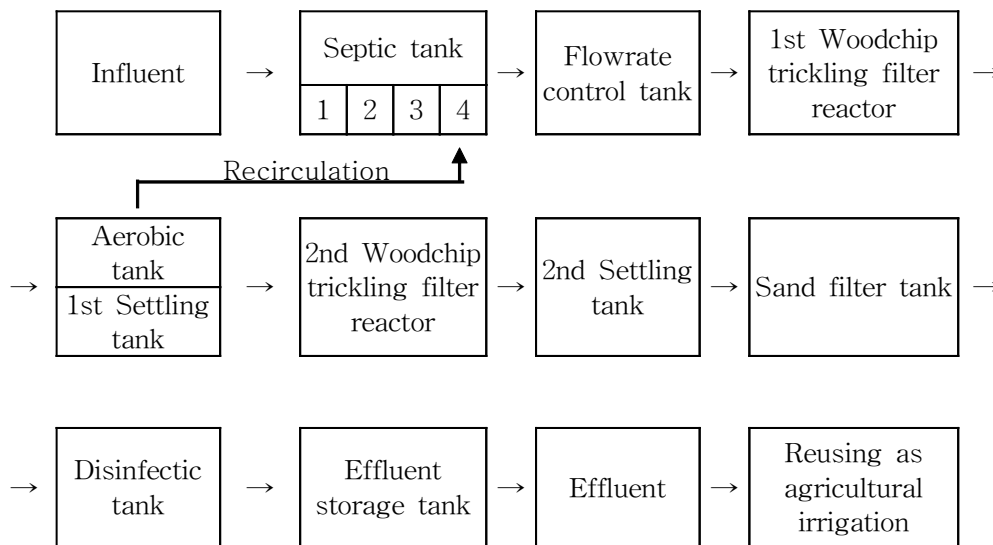 Influent
→
Septic tank
1 2 3 4
→
Flowrate
control tank
→
1st Woodchip
trickling filter
reactor
→
Recirculation
→
Aerobic
tank
1st Settling
tank
→
2nd Woodchip
trickling filter
reactor
→
2nd Settling
tank
→
Sand filter tank
→
→
Disinfectic
tank
→
Effluent
storage tank
→
Effluent
→
Reusing as
agricultural
irrigation